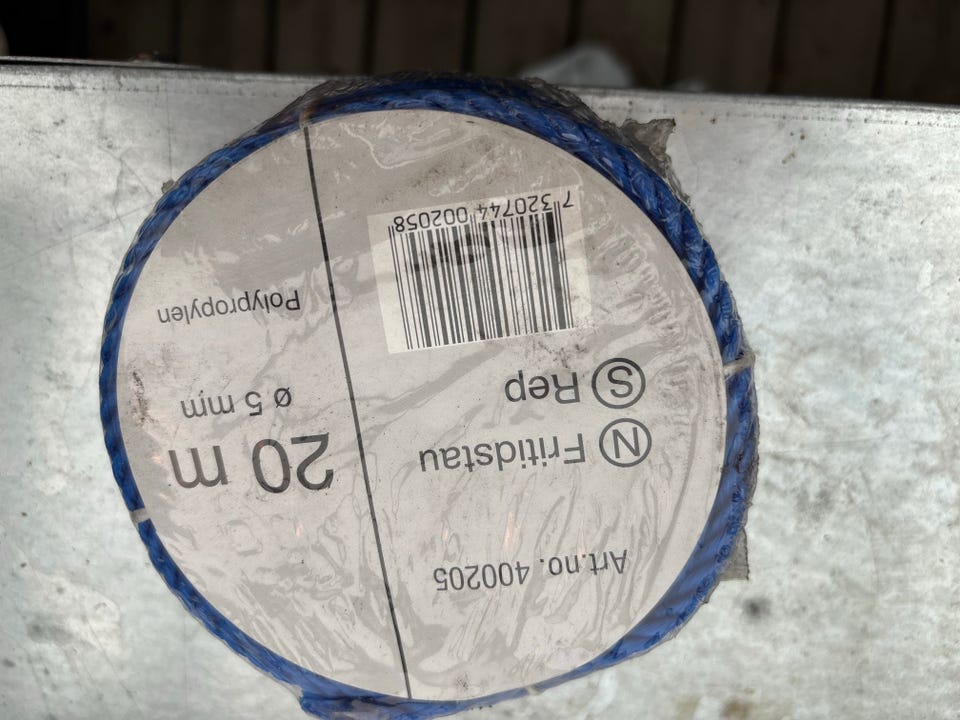 Art.no. 400205
Ⓝ Fritidstau
Ⓢ Rep
7 320744 002058
20 m
ø 5 mm
Polypropylen